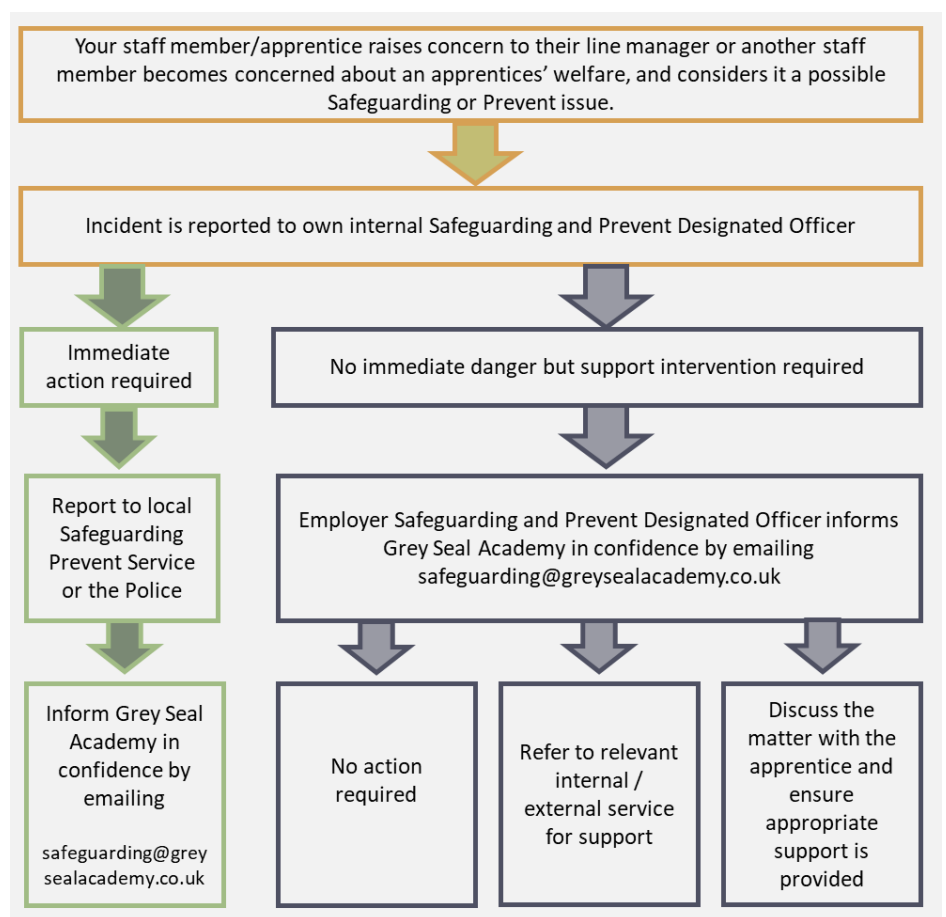 Your staff member/apprentice raises concern to their line manager or another staff
member becomes concerned about an apprentices’ welfare, and considers it a possible
Safeguarding or Prevent issue.
Incident is reported to own internal Safeguarding and Prevent Designated Officer
Immediate
action required
No immediate danger but support intervention required
Report to local
Safeguarding
Prevent Service
or the Police
Employer Safeguarding and Prevent Designated Officer informs
Grey Seal Academy in confidence by emailing
safeguarding@greysealacademy.co.uk
Inform Grey Seal
Academy in
confidence by
emailing
safeguarding@grey
sealacademy.co.uk
No action
required
Refer to relevant
internal /
external service
for support
Discuss the
matter with the
apprentice and
ensure
appropriate
support is
provided